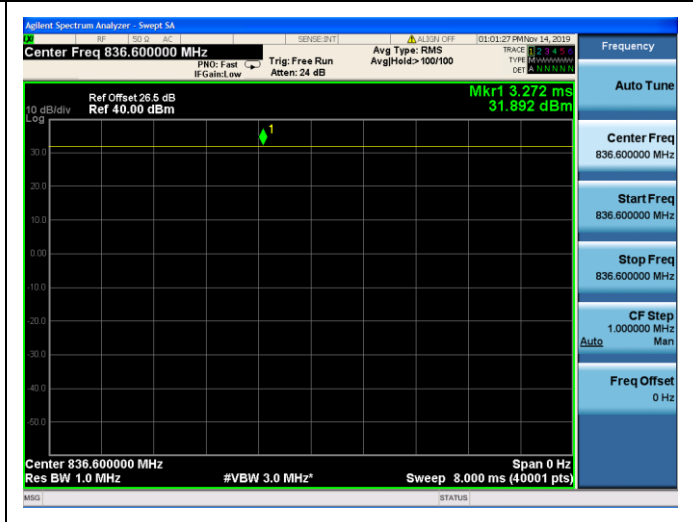 Agilent Spectrum Analyzer - Swept SA
RF 50 Ω AC SENSE:INT ALIGN OFF 01:01:27 PM Nov 14, 2019
Center Freq 836.600000 MHz
PNO: Fast
IFGain:Low
Trig: Free Run
Atten: 24 dB
Avg Type: RMS
Avg|Hold:> 100/100
TRACE 1 2 3 4 5 6
TYPE M
DET A N N N N N
Mkr1 3.272 ms
31.892 dBm
Ref Offset 26.5 dB
Ref 40.00 dBm
10 dB/div
Log
1
30.0
20.0
10.0
0.00
-10.0
-20.0
-30.0
-40.0
-50.0
Center 836.600000 MHz Span 0 Hz
Res BW 1.0 MHz #VBW 3.0 MHz* Sweep 8.000 ms (40001 pts)
MSG STATUS
Frequency
Auto Tune
Center Freq
836.600000 MHz
Start Freq
836.600000 MHz
Stop Freq
836.600000 MHz
CF Step
1.000000 MHz
Auto Man
Freq Offset
0 Hz